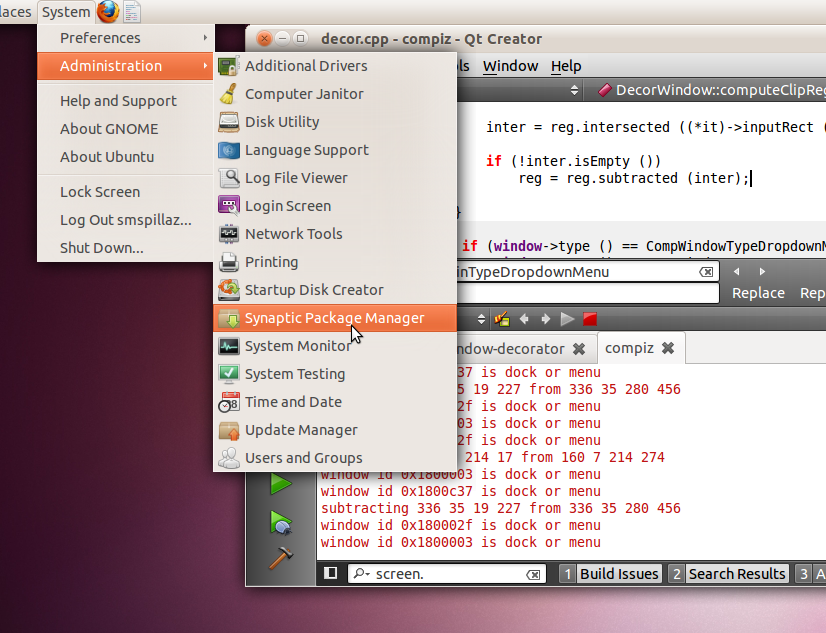 System
Preferences
Administration
Help and Support
About GNOME
About Ubuntu
Lock Screen
Log Out smspillaz...
Shut Down...
Additional Drivers
Computer Janitor
Disk Utility
Language Support
Log File Viewer
Login Screen
Network Tools
Printing
Startup Disk Creator
Synaptic Package Manager
System Monitor
System Testing
Time and Date
Update Manager
Users and Groups
decor.cpp - compiz - Qt Creator
Window Help
DecorWindow::computeClipReg
inter = reg.intersected ((*it)->inputRect (
if (!inter.isEmpty ())
reg = reg.subtracted (inter);
}
if (window->type () == CompWindowTypeDropdownM
inTypeDropdownMenu
Replace Rep
ndow-decorator compiz
37 is dock or menu
5 19 227 from 336 35 280 456
2f is dock or menu
03 is dock or menu
2f is dock or menu
214 17 from 160 7 214 274
window id 0x1800003 is dock or menu
window id 0x1800c37 is dock or menu
subtracting 336 35 19 227 from 336 35 280 456
window id 0x180002f is dock or menu
window id 0x1800003 is dock or menu
screen. 1 Build Issues 2 Search Results 3 A